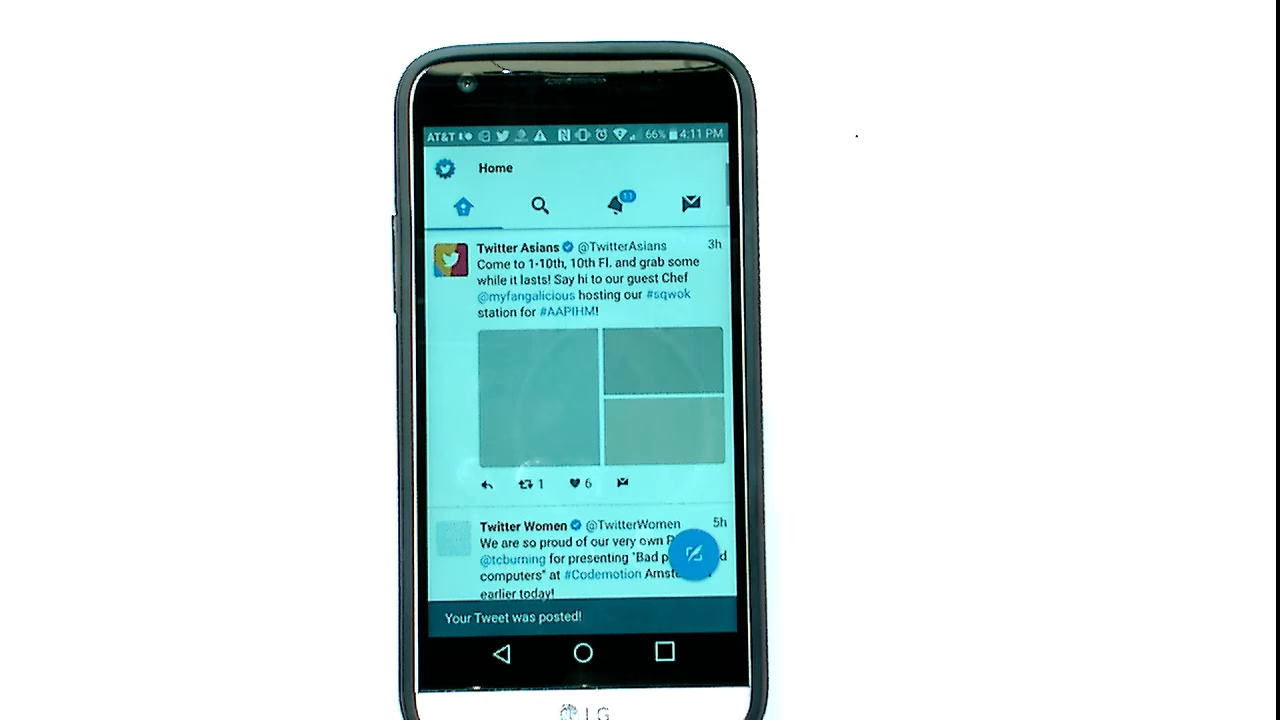 AT&T 66% 4:11 PM
Home
11
Twitter Asians @TwitterAsians 3h
Come to 1-10th, 10th Fl. and grab some
while it lasts! Say hi to our guest Chef
@myfangalicious hosting our #sqwok
station for #AAPIHM!
1 6
Twitter Women @TwitterWomen 5h
We are so proud of our very own
@tcburning for presenting "Bad
computers" at #Codemotion
earlier today!
Your Tweet was posted!
LG